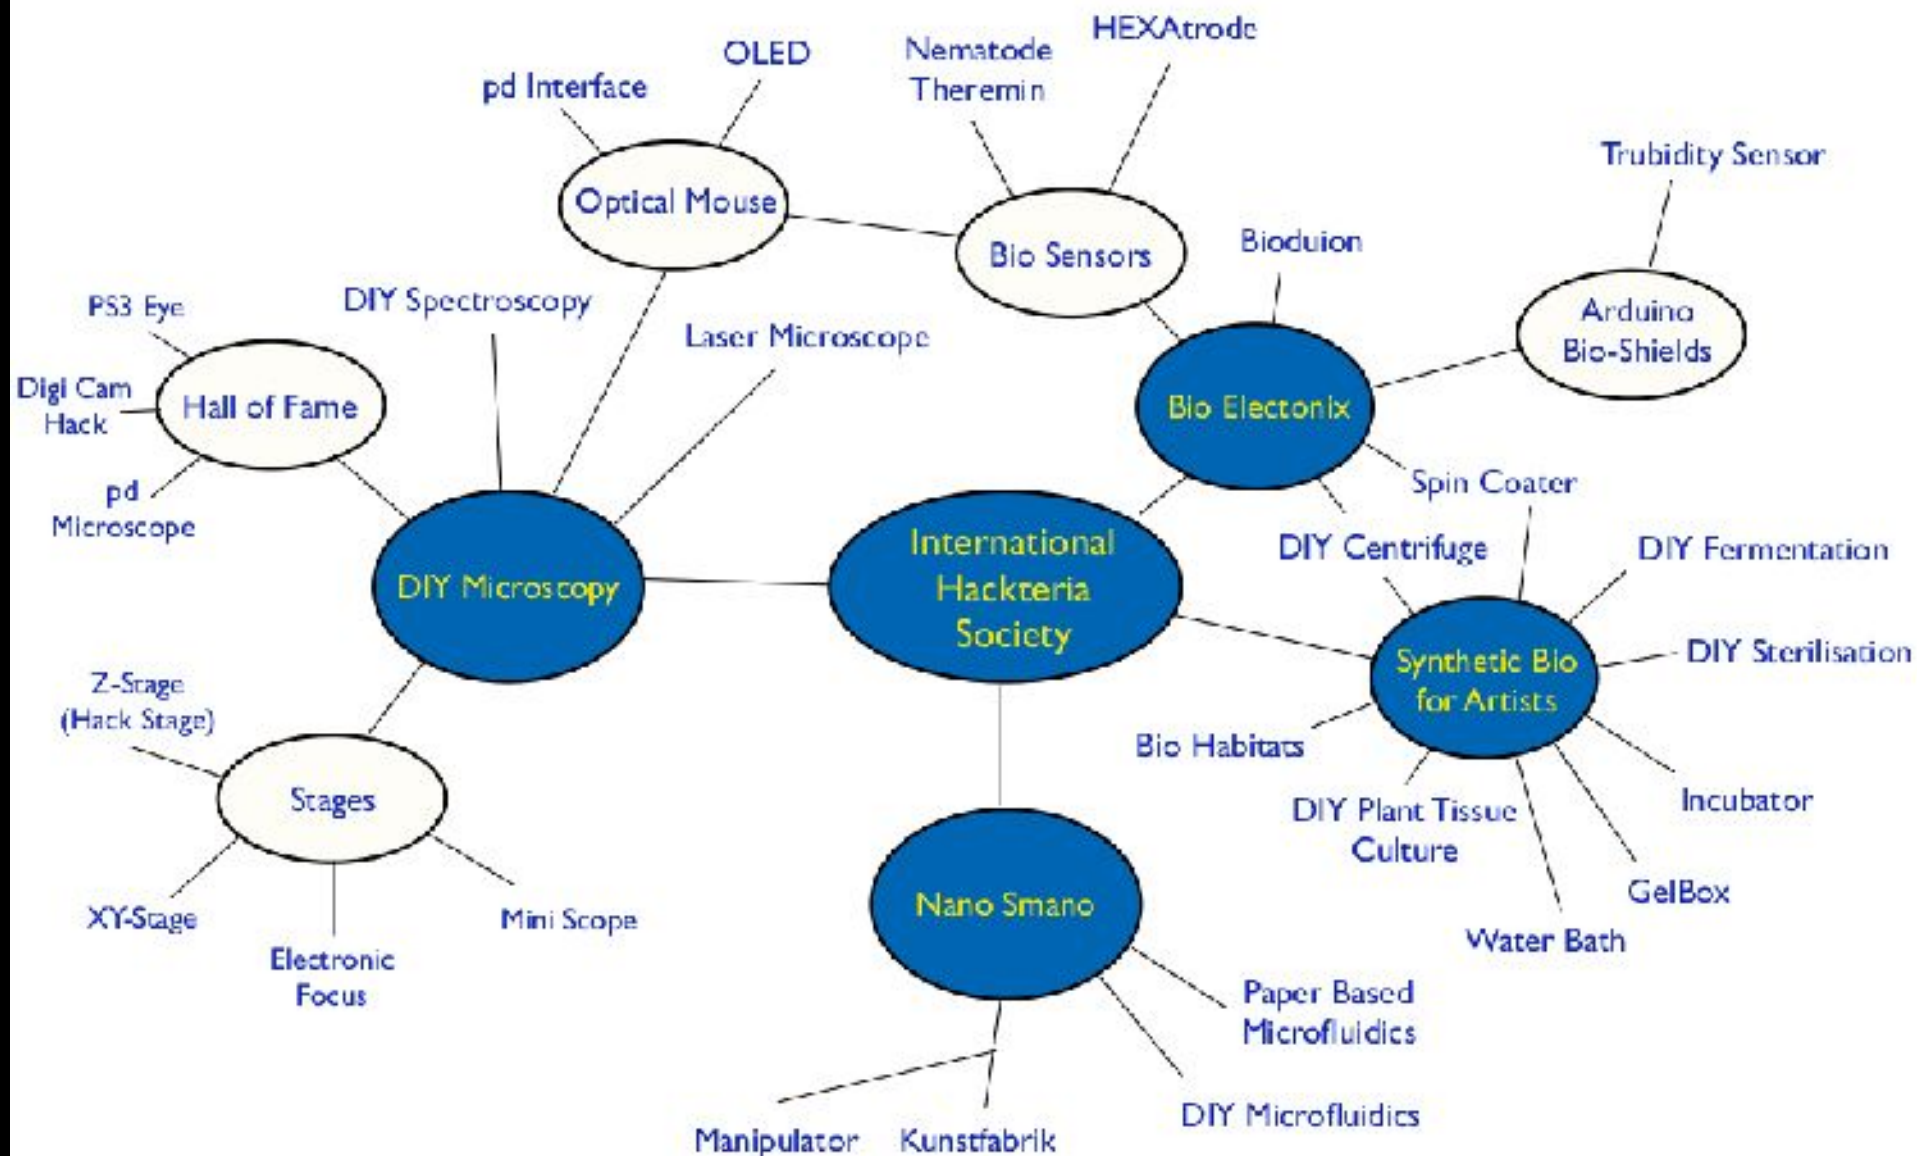 HEXAtrode
OLED
Nematode
Theremin
pd Interface
Trubidity Sensor
Optical Mouse
Bio Sensors
Bioduion
PS3 Eye
DIY Spectroscopy
Laser Microscope
Arduino
Bio-Shields
Digi Cam
Hack
Hall of Fame
Bio Electonix
pd
Microscope
Spin Coater
International
Hackteria
Society
DIY Centrifuge
DIY Fermentation
DIY Microscopy
DIY Sterilisation
Synthetic Bio
for Artists
Z-Stage
(Hack Stage)
Bio Habitats
Stages
DIY Plant Tissue
Culture
Incubator
GelBox
XY-Stage
Mini Scope
Nano Smano
Water Bath
Electronic
Focus
Paper Based
Microfluidics
DIY Microfluidics
Manipulator
Kunstfabrik